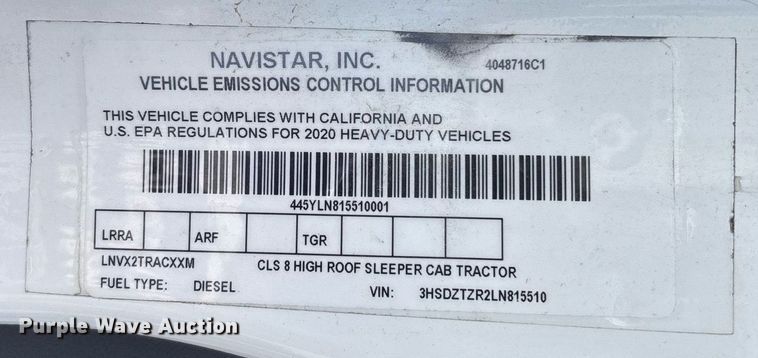 NAVISTAR, INC. 4048716C1
VEHICLE EMISSIONS CONTROL INFORMATION
THIS VEHICLE COMPLIES WITH CALIFORNIA AND
U.S. EPA REGULATIONS FOR 2020 HEAVY-DUTY VEHICLES
445YLN815510001
LRRA ARF TGR
LNVX2TRACXXM CLS 8 HIGH ROOF SLEEPER CAB TRACTOR
FUEL TYPE: DIESEL VIN: 3HSDZTZR2LN815510
Purple Wave Auction